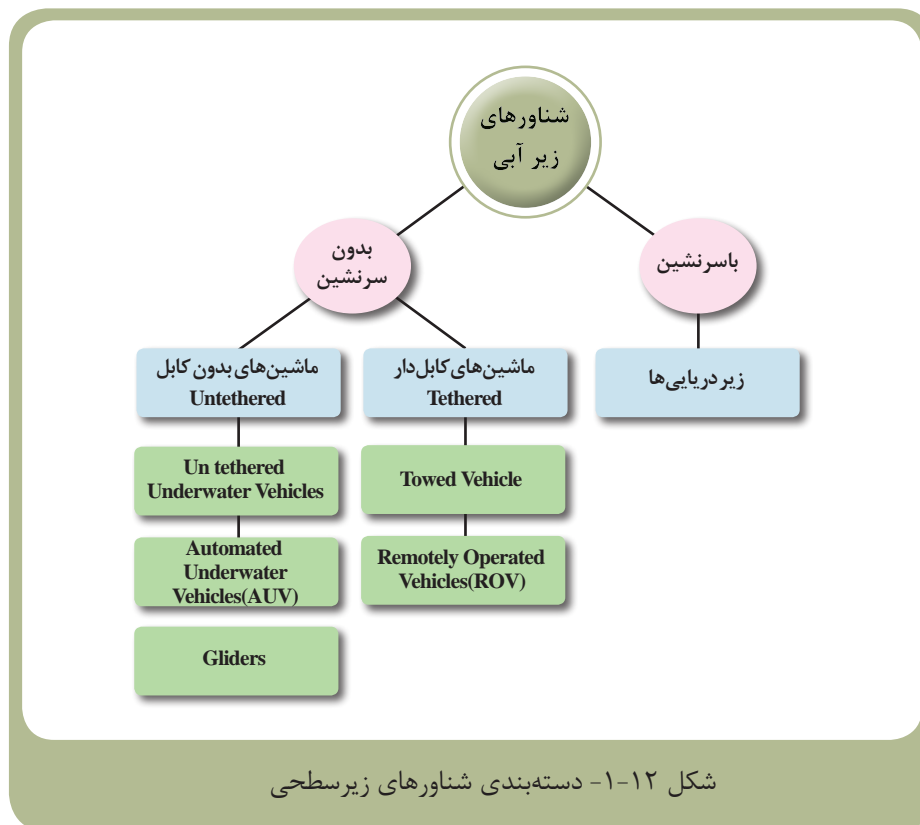 شناورهای
زیر آبی
باسرنشین
بدون
سرنشین
زیردریایی‌ها
ماشین‌های کابل‌دار
Tethered
ماشین‌های بدون کابل
Untethered
Towed Vehicle
Un tethered
Underwater Vehicles
Remotely Operated
Vehicles(ROV)
Automated
Underwater
Vehicles(AUV)
Gliders
شکل ۱۲-۱- دسته‌بندی شناورهای زیرسطحی